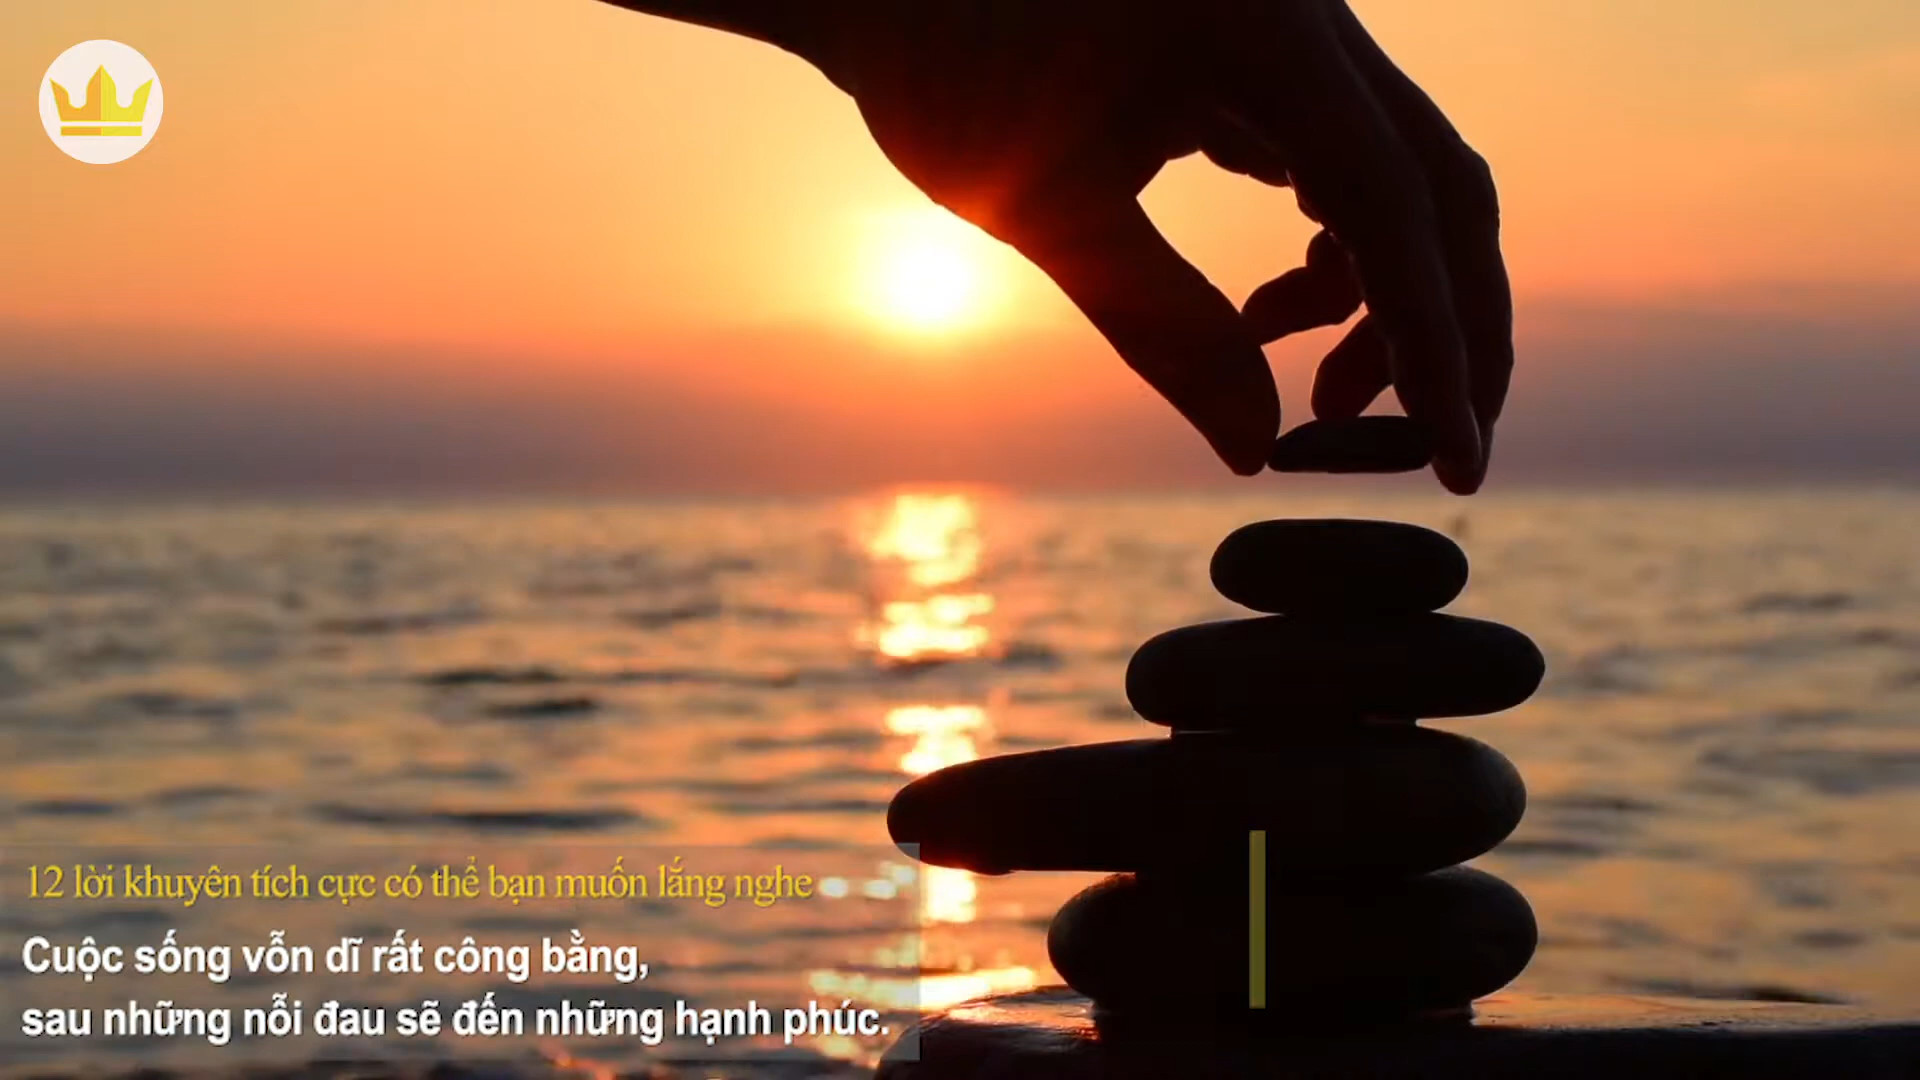 12 lời khuyên tích cực có thể bạn muốn lắng nghe
Cuộc sống vỗn dĩ rất công bằng,
sau những nỗi đau sẽ đến những hạnh phúc.